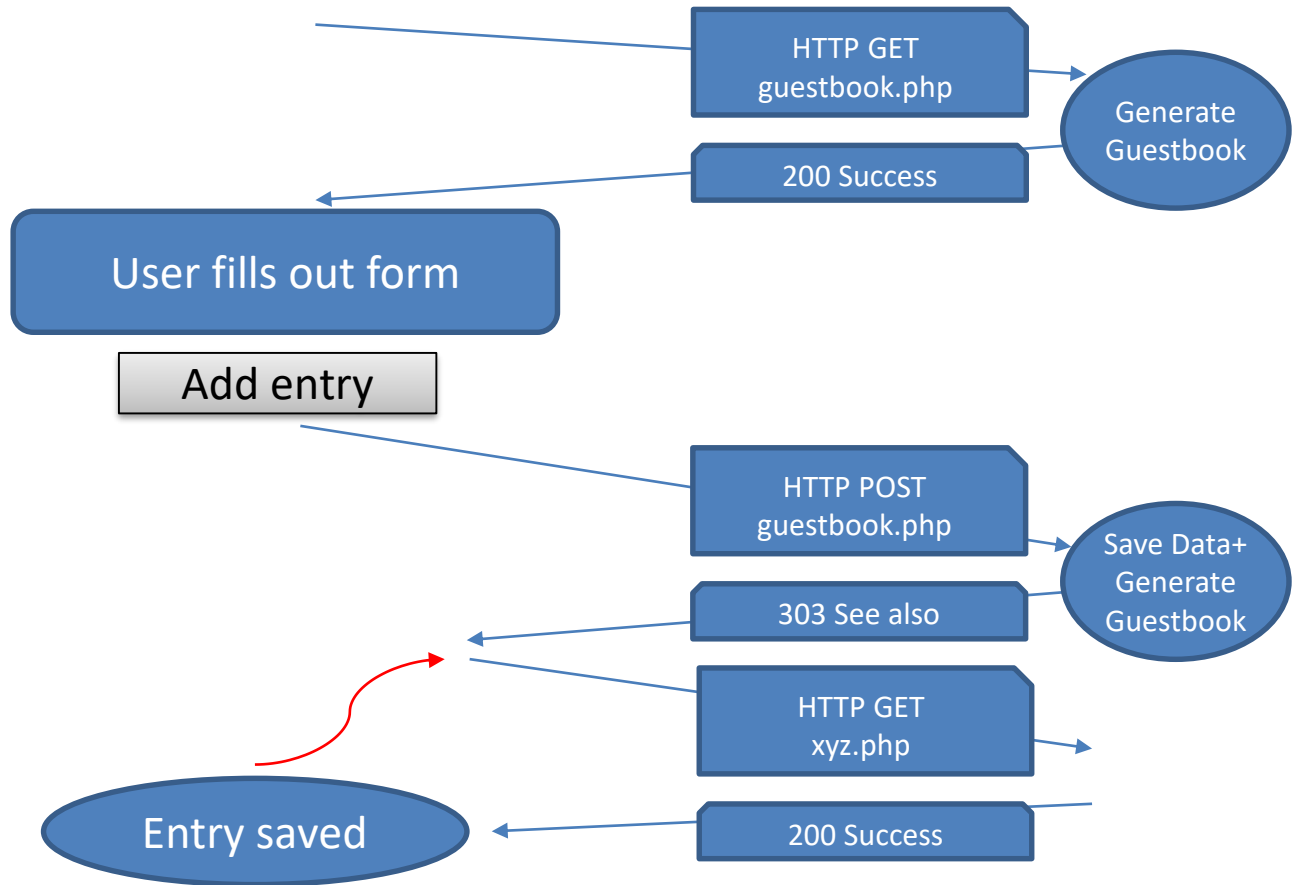 HTTP GET
guestbook.php
Generate
Guestbook
200 Success
User fills out form
Add entry
HTTP POST
guestbook.php
Save Data+
Generate
Guestbook
303 See also
HTTP GET
xyz.php
Entry saved
200 Success